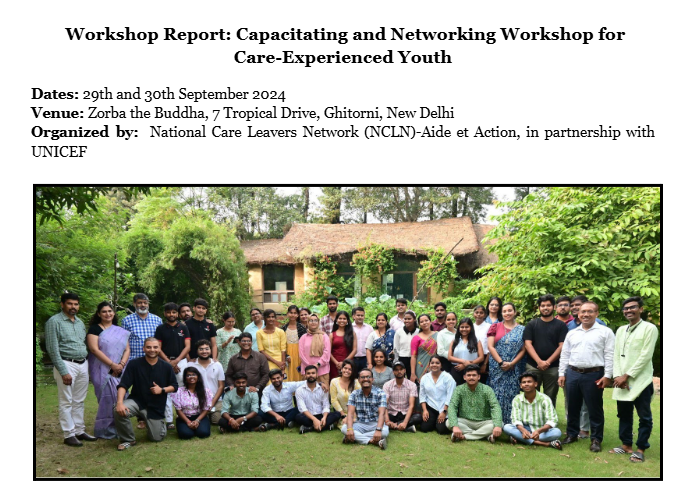 Workshop Report: Capacitating and Networking Workshop for
Care-Experienced Youth
Dates: 29th and 30th September 2024
Venue: Zorba the Buddha, 7 Tropical Drive, Ghitorni, New Delhi
Organized by: National Care Leavers Network (NCLN)-Aide et Action, in partnership with
UNICEF